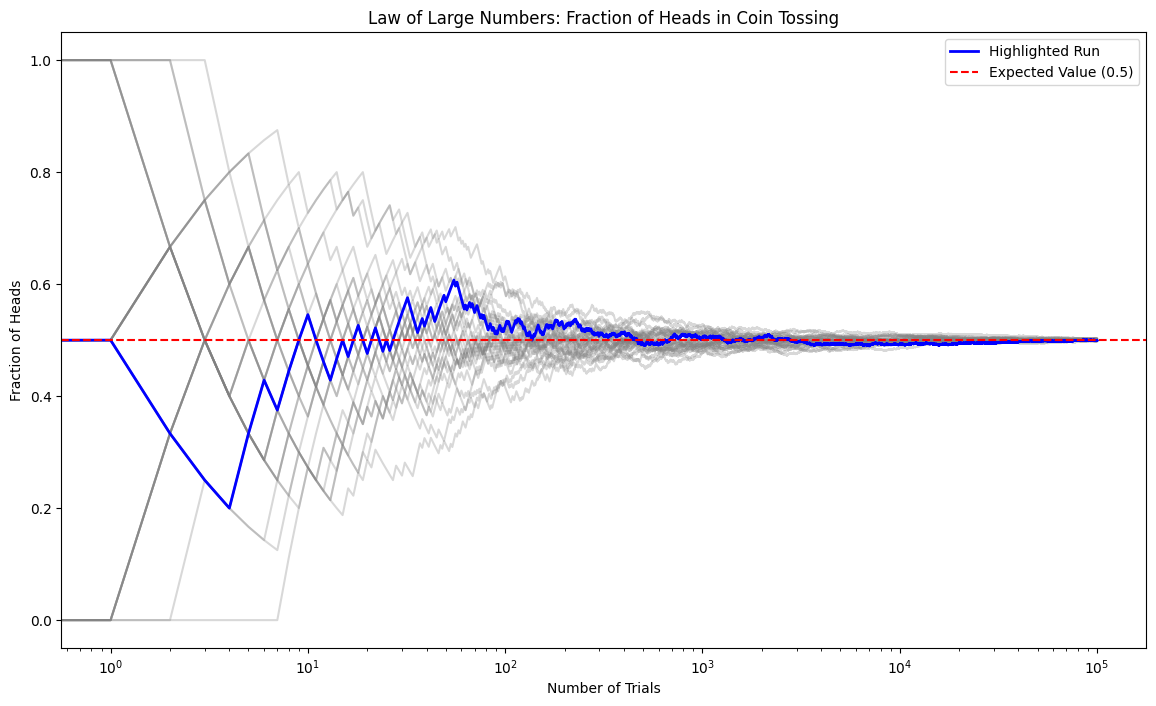 Law of Large Numbers: Fraction of Heads in Coin Tossing
Highlighted Run
Expected Value (0.5)
1.0
0.8
0.6
0.4
0.2
0.0
Fraction of Heads
10⁰
10¹
10²
10³
10⁴
10⁵
Number of Trials